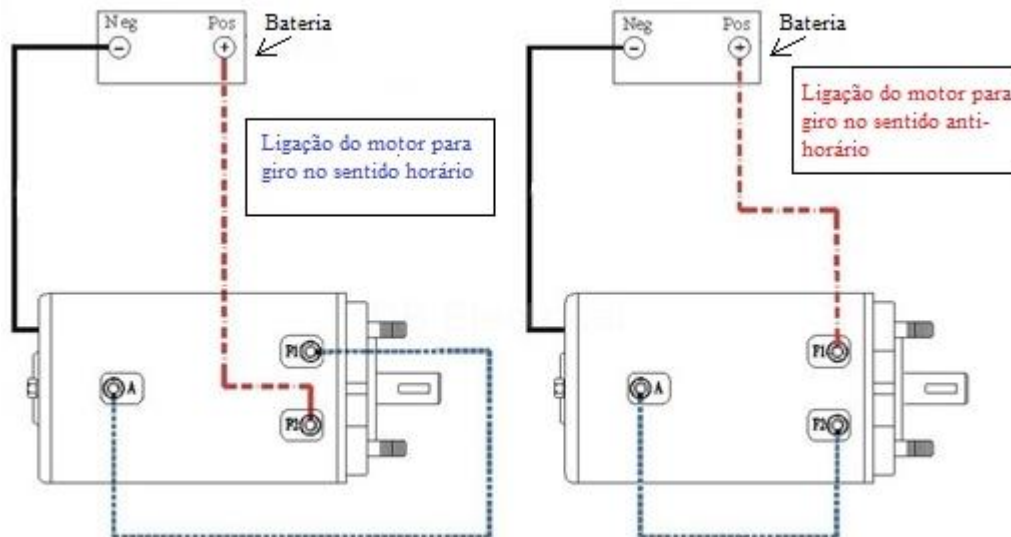 Neg
Pos
Bateria
−
+
Ligação do motor para
giro no sentido horário
F1
A
F2
Neg
Pos
Bateria
−
+
Ligação do motor para
giro no sentido anti-
horário
F1
A
F2